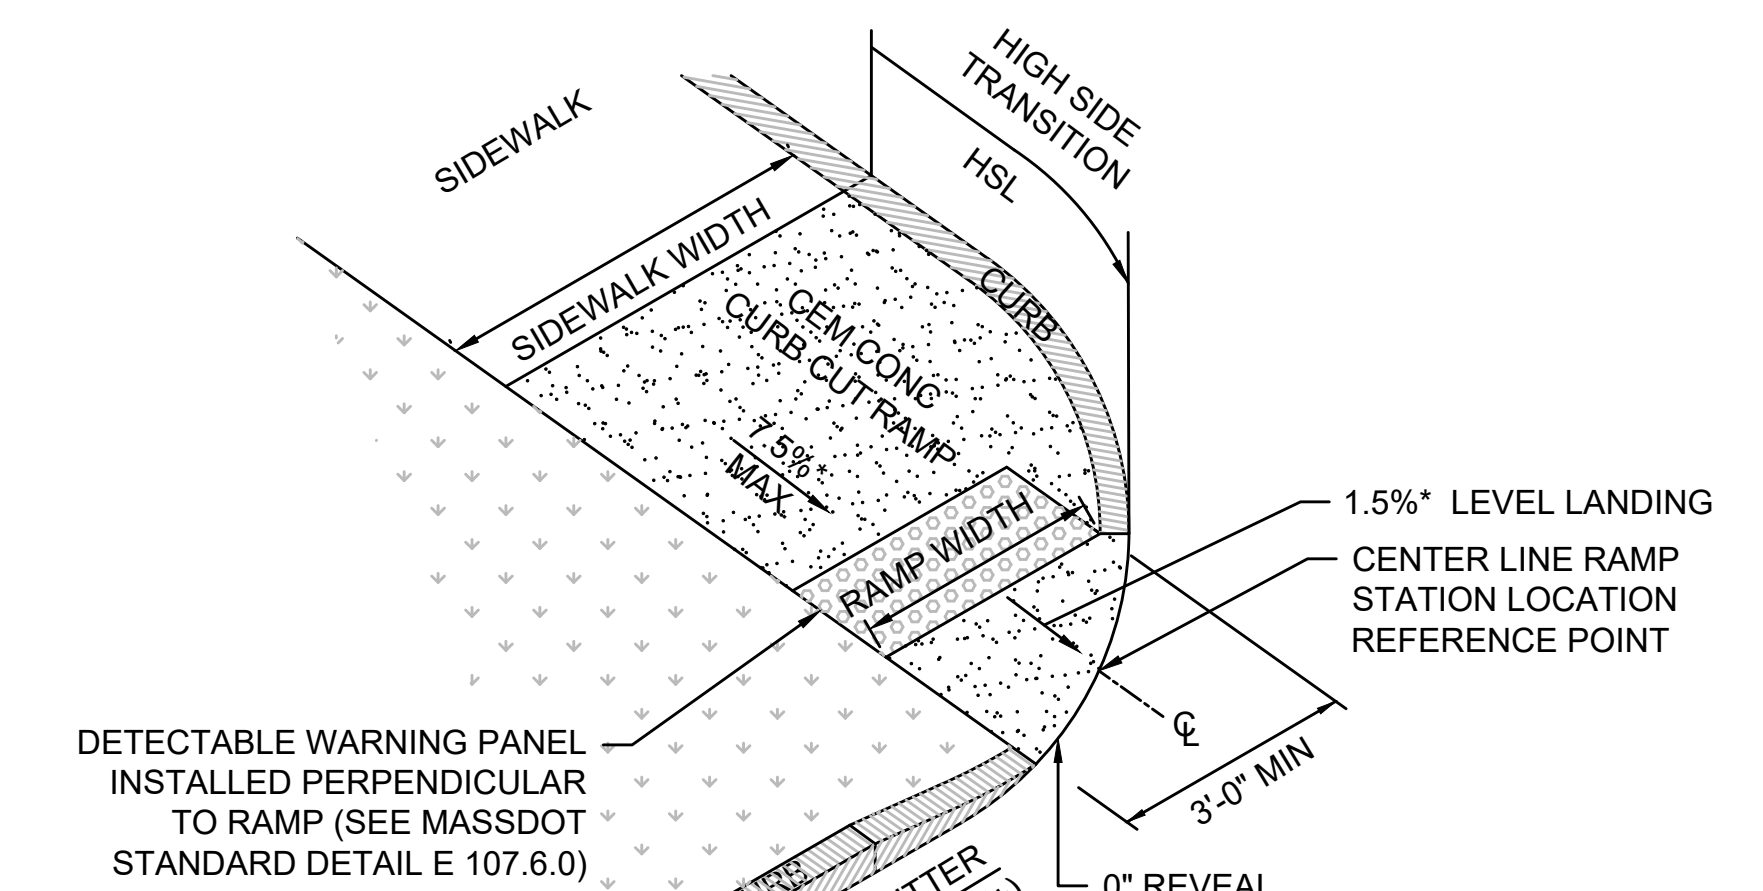 HIGH SIDE
TRANSITION
HSL
SIDEWALK
SIDEWALK WIDTH
CURB
CEM CONC
CURB CUT RAMP
7.5%*
MAX
RAMP WIDTH
1.5%* LEVEL LANDING
CENTER LINE RAMP
STATION LOCATION
REFERENCE POINT
℄
3'-0" MIN
DETECTABLE WARNING PANEL
INSTALLED PERPENDICULAR
TO RAMP (SEE MASSDOT
STANDARD DETAIL E 107.6.0)
0" REVEAL